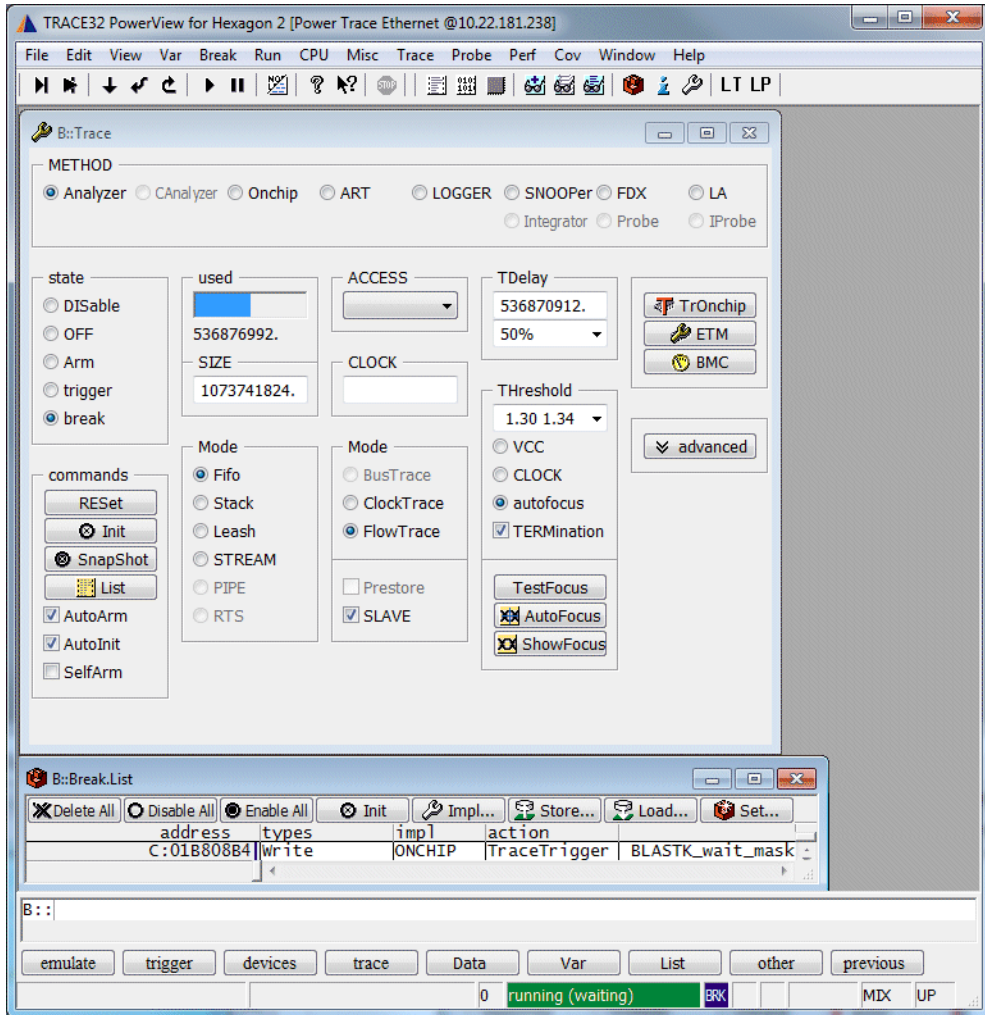 TRACE32 PowerView for Hexagon 2 [Power Trace Ethernet @10.22.181.238]
File Edit View Var Break Run CPU Misc Trace Probe Perf Cov Window Help
LT LP
B::Trace
METHOD
Analyzer CAnalyzer Onchip ART LOGGER SNOOPer FDX LA
Integrator Probe IProbe
state used ACCESS TDelay
DISable 536870912. TrOnchip
OFF 536876992. 50% ETM
Arm SIZE CLOCK BMC
trigger 1073741824. THreshold
break 1.30 1.34
Mode Mode VCC advanced
commands Fifo BusTrace CLOCK
RESet Stack ClockTrace autofocus
Init Leash FlowTrace TERMination
SnapShot STREAM
List PIPE Prestore TestFocus
AutoArm RTS SLAVE AutoFocus
AutoInit ShowFocus
SelfArm
B::Break.List
Delete All Disable All Enable All Init Impl... Store... Load... Set...
address types impl action
C:01B808B4 Write ONCHIP TraceTrigger BLASTK_wait_mask
B::
emulate trigger devices trace Data Var List other previous
0 running (waiting) BRK MIX UP